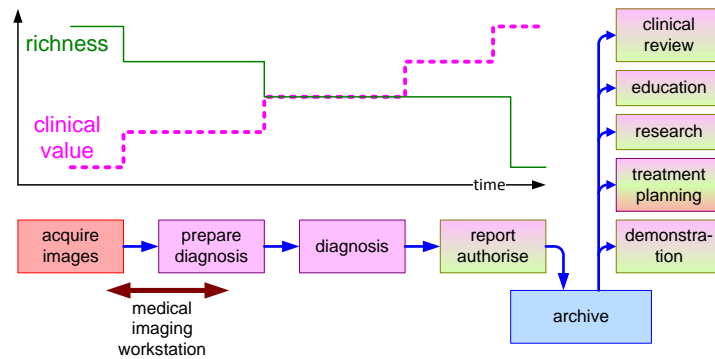 richness
clinical
value
time
acquire
images
prepare
diagnosis
diagnosis
report
authorise
medical
imaging
workstation
archive
clinical
review
education
research
treatment
planning
demonstra-
tion